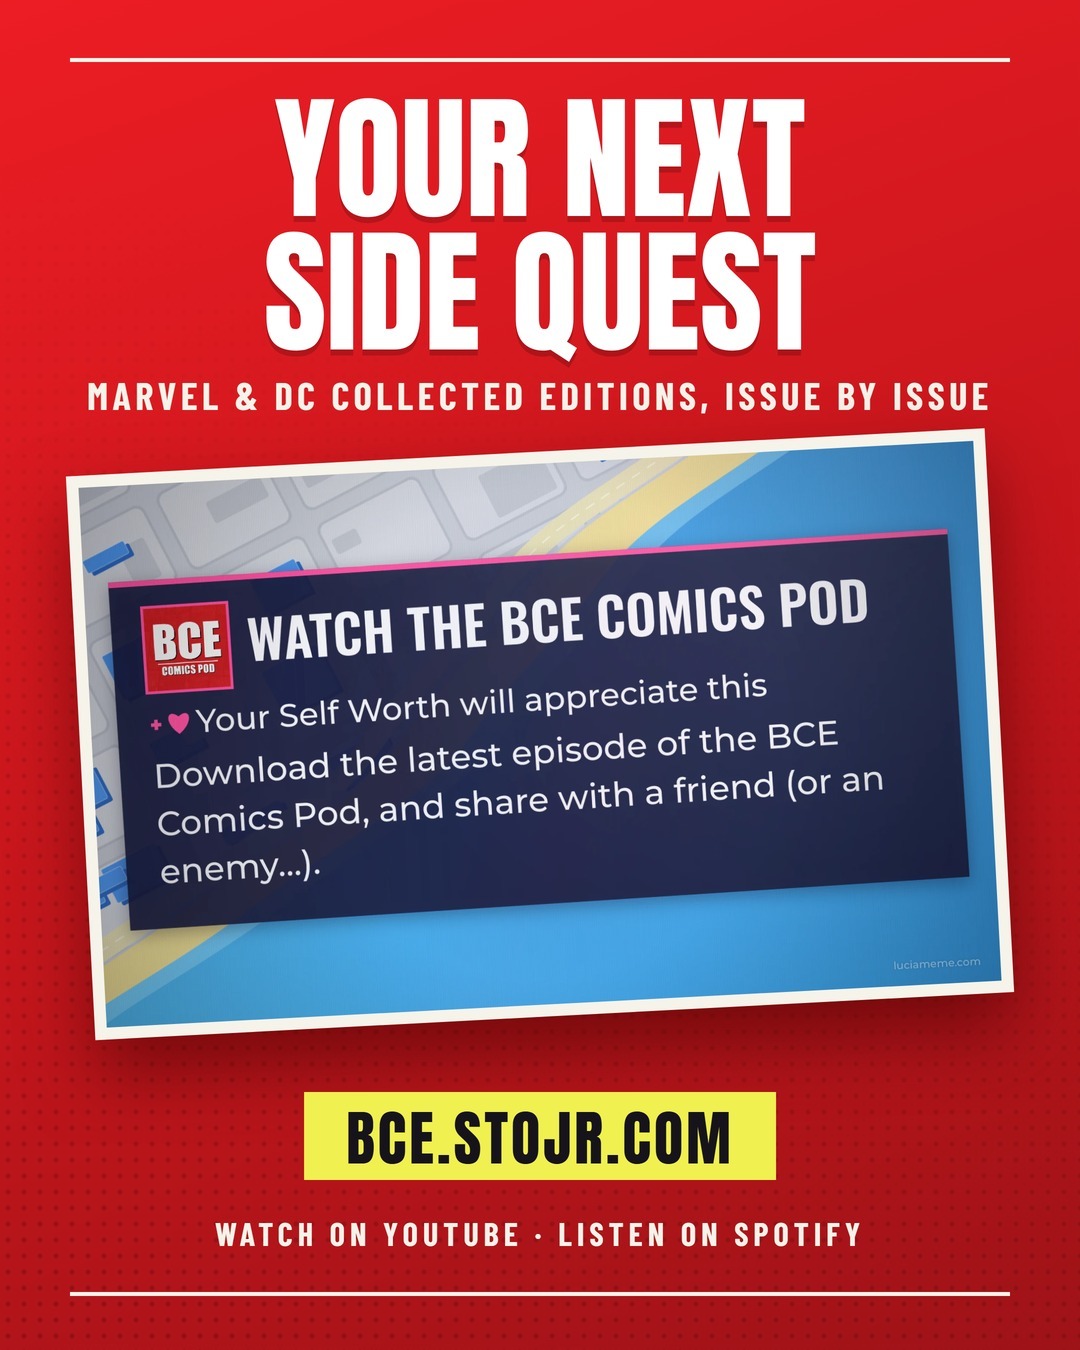 YOUR NEXT
SIDE QUEST
MARVEL & DC COLLECTED EDITIONS, ISSUE BY ISSUE
BCE
COMICS POD
WATCH THE BCE COMICS POD
+♥ Your Self Worth will appreciate this
Download the latest episode of the BCE
Comics Pod, and share with a friend (or an
enemy...).
luciameme.com
BCE.STOJR.COM
WATCH ON YOUTUBE · LISTEN ON SPOTIFY